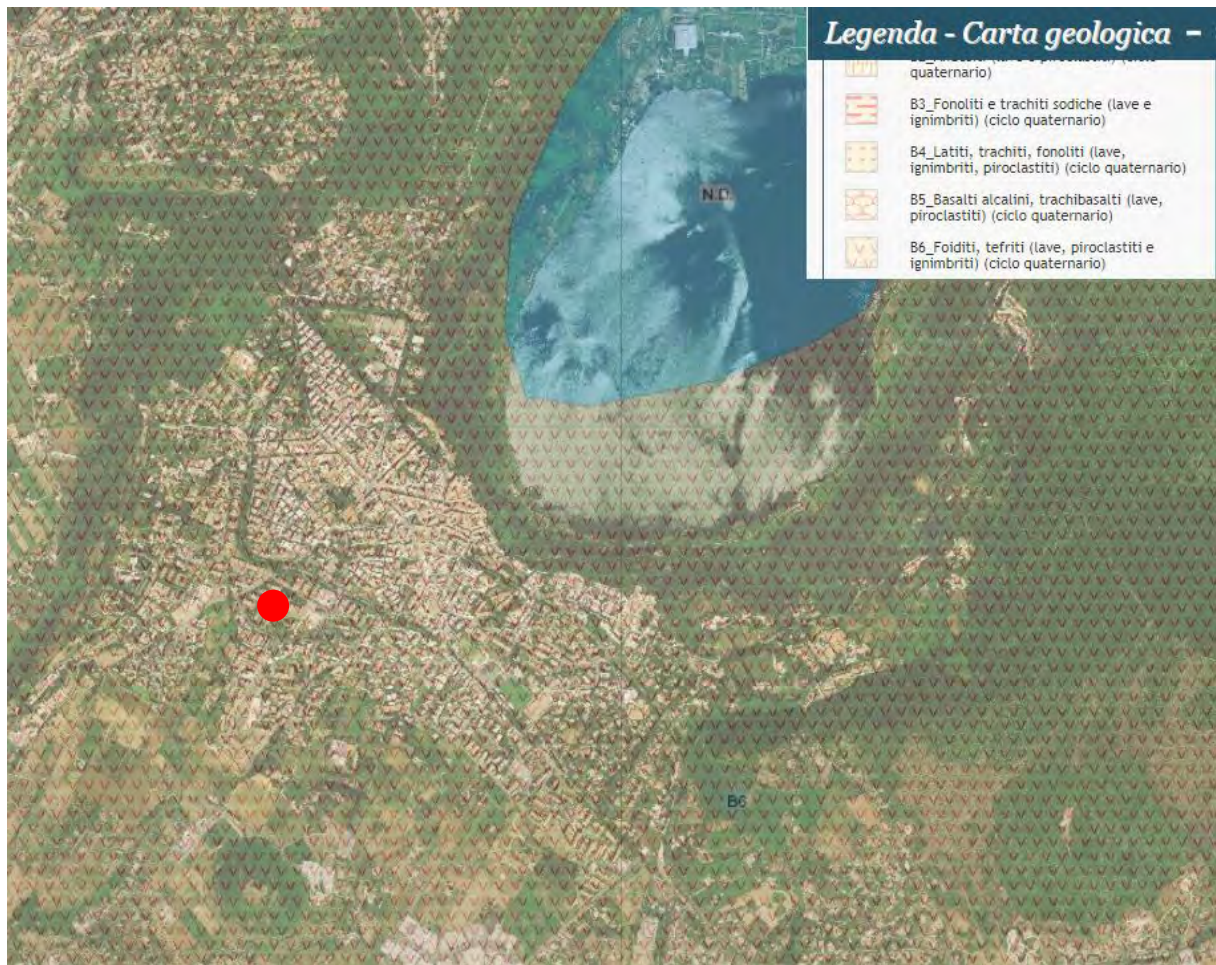 Legenda - Carta geologica −
quaternario)
B3_Fonoliti e trachiti sodiche (lave e
ignimbriti) (ciclo quaternario)
B4_Latiti, trachiti, fonoliti (lave,
ignimbriti, piroclastiti) (ciclo quaternario)
B5_Basalti alcalini, trachibasalti (lave,
piroclastiti) (ciclo quaternario)
B6_Foiditi, tefriti (lave, piroclastiti e
ignimbriti) (ciclo quaternario)
N.D.
B6